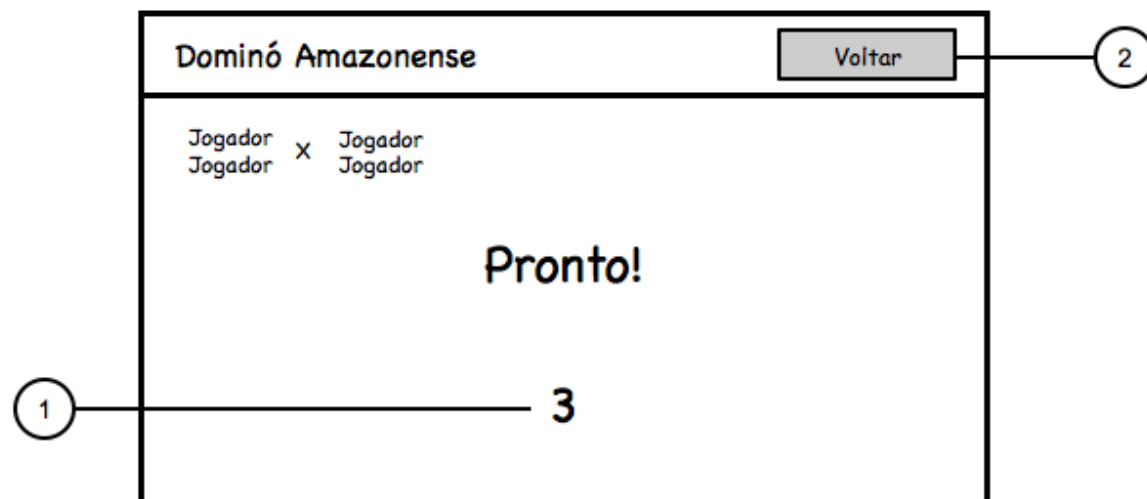 Dominó Amazonense
Voltar
2
Jogador x Jogador
Jogador Jogador
Pronto!
1
3